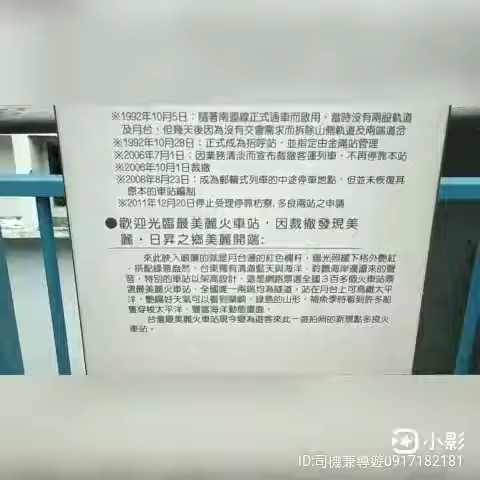 ※1992年10月5日：隨著南迴線正式通車而啟用，當時設有兩股軌道
及月台，但幾天後因為沒有交會需求而拆除山側軌道及兩端道岔
※1992年10月28日：正式成為招呼站，並指定由金崙站管理
※2006年7月1日：因業務清淡而宣布裁撤客運列車，不再停靠本站
※2006年10月1日裁撤
※2008年8月23日：成為郵輪式列車的中途停車地點，但並未恢復其
原本的車站編制
※2011年12月20日停止受理停靠枋寮、多良兩站之申請
●歡迎光臨最美麗火車站，因裁撤發現美
麗，日昇之鄉美麗開端：
來此映入眼簾的就是月台邊的紅色欄杆，陽光照耀下格外艷紅
，搭配綠意盎然，台東獨有清澈藍天與海洋，聆聽海岸邊邊來的聲
音，特別的車站以架高設計，這是網路票選全國3百多個火車站票
選最美麗火車站，全國唯一兩端均為隧道，站在月台上可鳥瞰太平
洋，艷陽好天氣可以看到蘭嶼、綠島的山形，捕魚季時看到許多船
隻穿梭太平洋，豐富海洋動態畫面。
台灣最美麗火車站現今變為遊客來此一遊拍照的新景點多良火
車站。
小影
ID:司機兼導遊0917182181